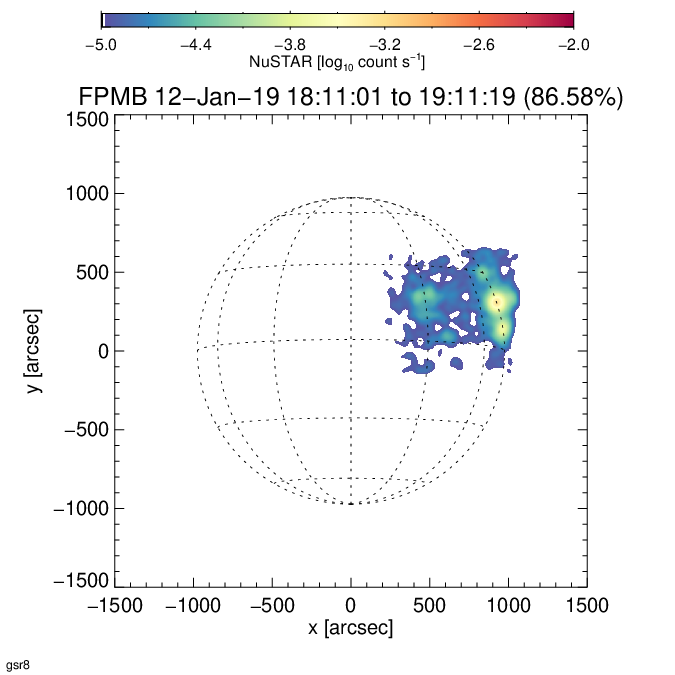 −5.0 −4.4 −3.8 −3.2 −2.6 −2.0
NuSTAR [log₁₀ count s⁻¹]
FPMB 12−Jan−19 18:11:01 to 19:11:19 (86.58%)
1500
1000
500
0
−500
−1000
−1500
y [arcsec]
−1500 −1000 −500 0 500 1000 1500
x [arcsec]
gsr8